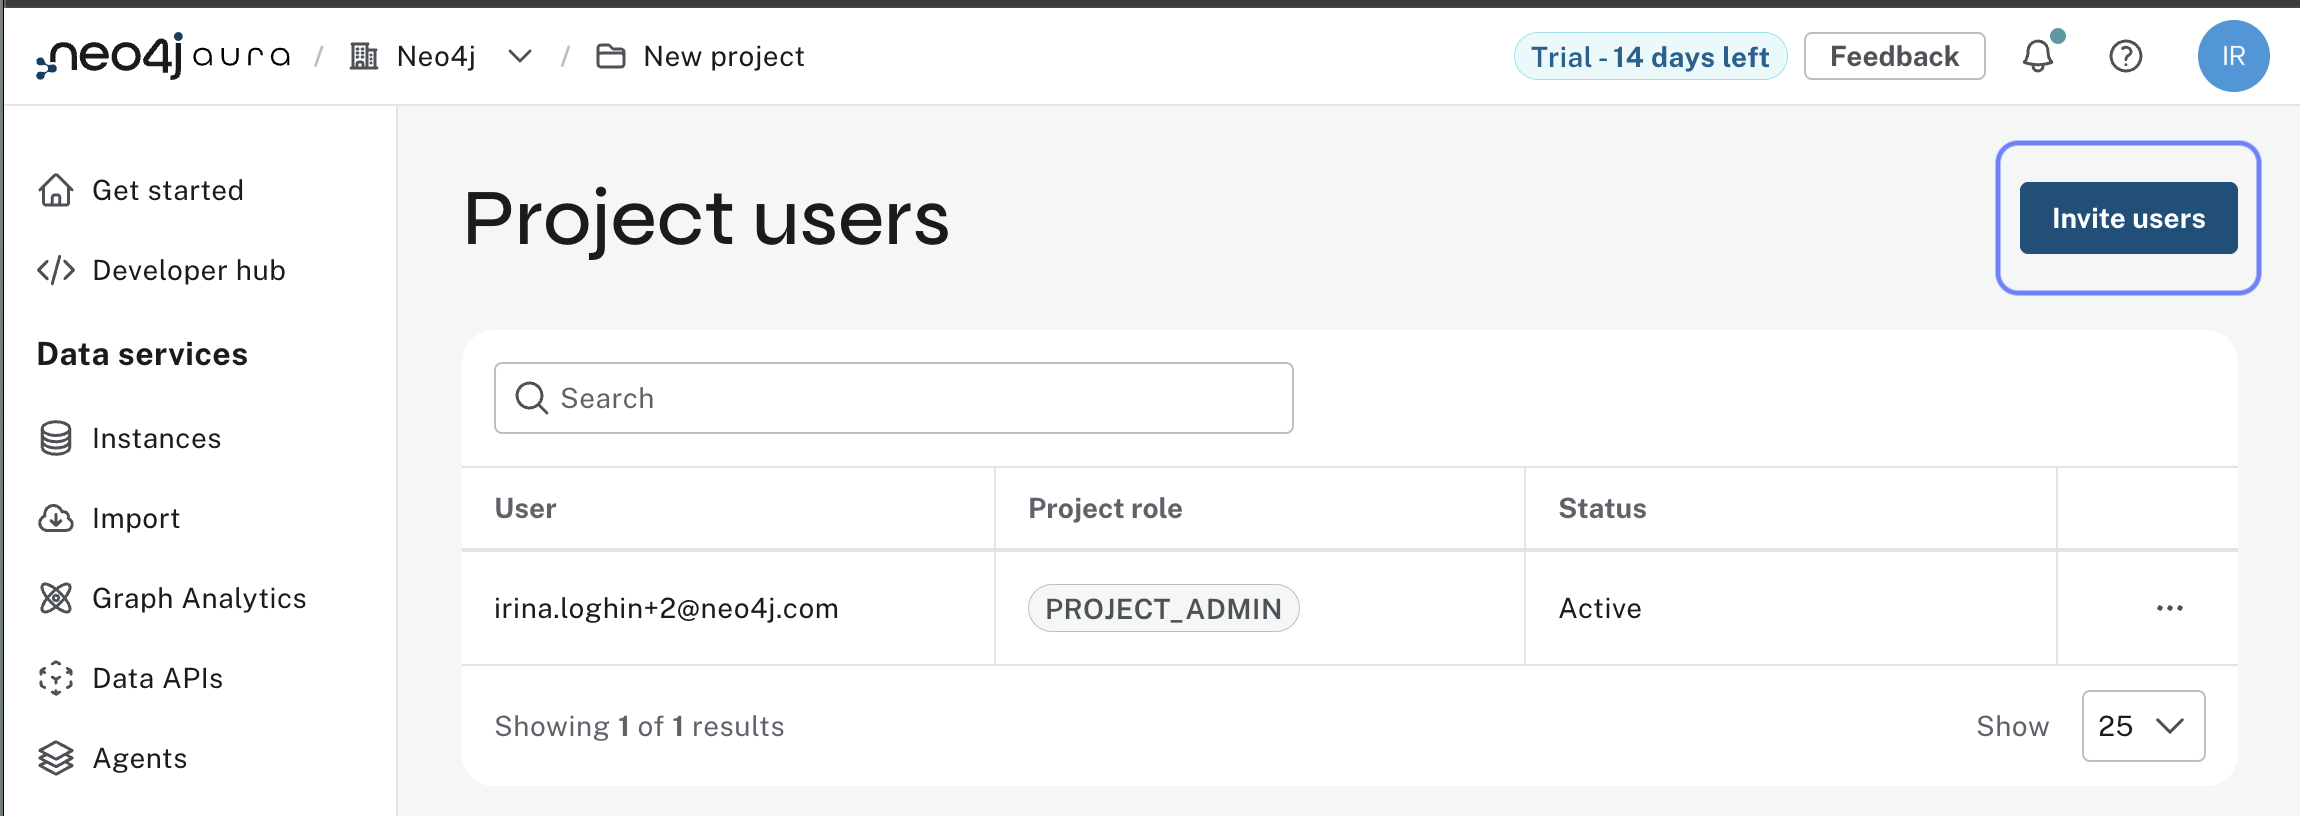 neo4j aura / Neo4j / New project Trial - 14 days left Feedback IR
Get started
Developer hub
Data services
Instances
Import
Graph Analytics
Data APIs
Agents
Project users
Invite users
Search
User Project role Status
irina.loghin+2@neo4j.com PROJECT_ADMIN Active ...
Showing 1 of 1 results Show 25